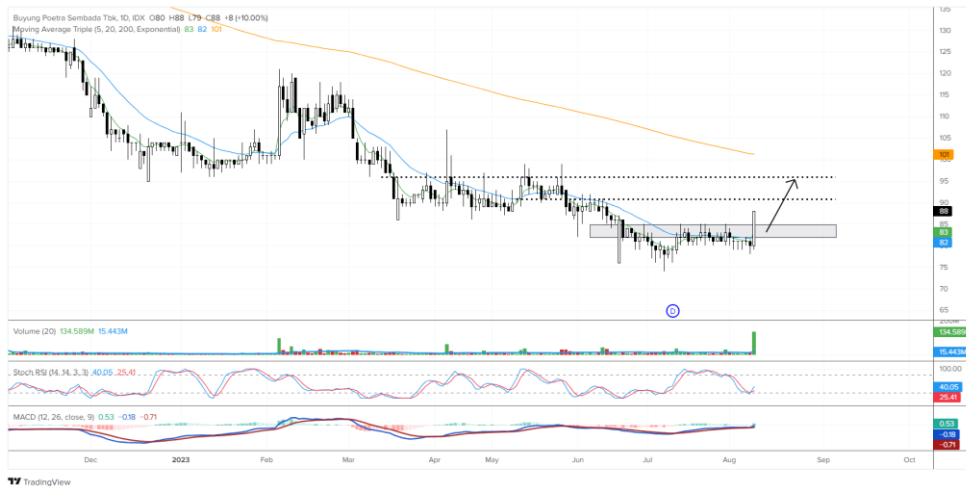 Buyung Poetra Sembada Tbk, 1D, IDX O80 H88 L79 C88 +8 (+10.00%)
Moving Average Triple (5, 20, 200, Exponential) 83 82 101
135
130
125
120
115
110
105
101
95
90
88
85
83
82
75
70
65
D
Volume (20) 134.589M 15.443M
200M
134.589M
15.443M
Stoch RSI (14, 14, 3, 3) 40.05 25.41
100.00
40.05
25.41
MACD (12, 26, close, 9) 0.53 −0.18 −0.71
0.53
−0.18
−0.71
Dec 2023 Feb Mar Apr May Jun Jul Aug Sep Oct
TradingView